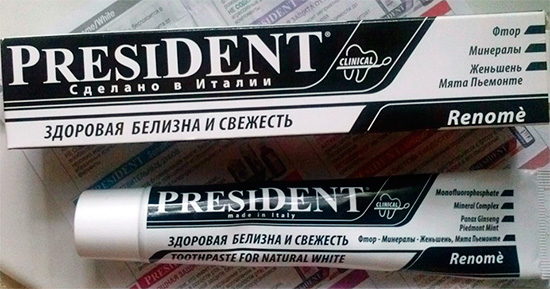 PRESIDENT®
Сделано в Италии
CLINICAL
Фтор
Минералы
Женьшень
Мята Пьемонте
ЗДОРОВАЯ БЕЛИЗНА И СВЕЖЕСТЬ
Renomè
PRESIDENT®
made in Italy
CLINICAL
Monofluorophosphate
Mineral Complex
Panax Ginseng
Piedmont Mint
ЗДОРОВАЯ БЕЛИЗНА И СВЕЖЕСТЬ
Фтор - Минералы - Женьшень, Мята Пьемонте
TOOTHPASTE FOR NATURAL WHITE
Renomè